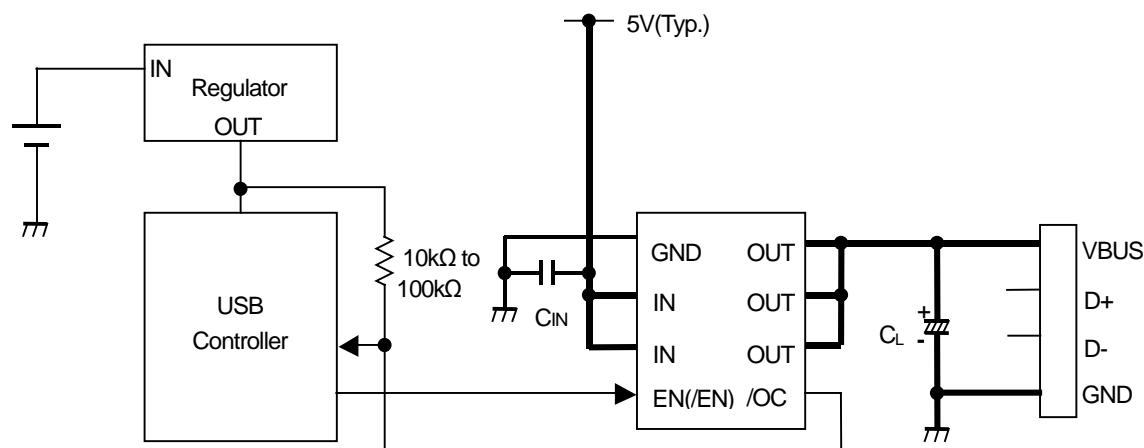 5V(Typ.)
IN
Regulator
OUT
10kΩ to
100kΩ
USB
Controller
CIN
GND
IN
IN
EN(/EN)
OUT
OUT
OUT
/OC
+
CL
-
VBUS
D+
D-
GND